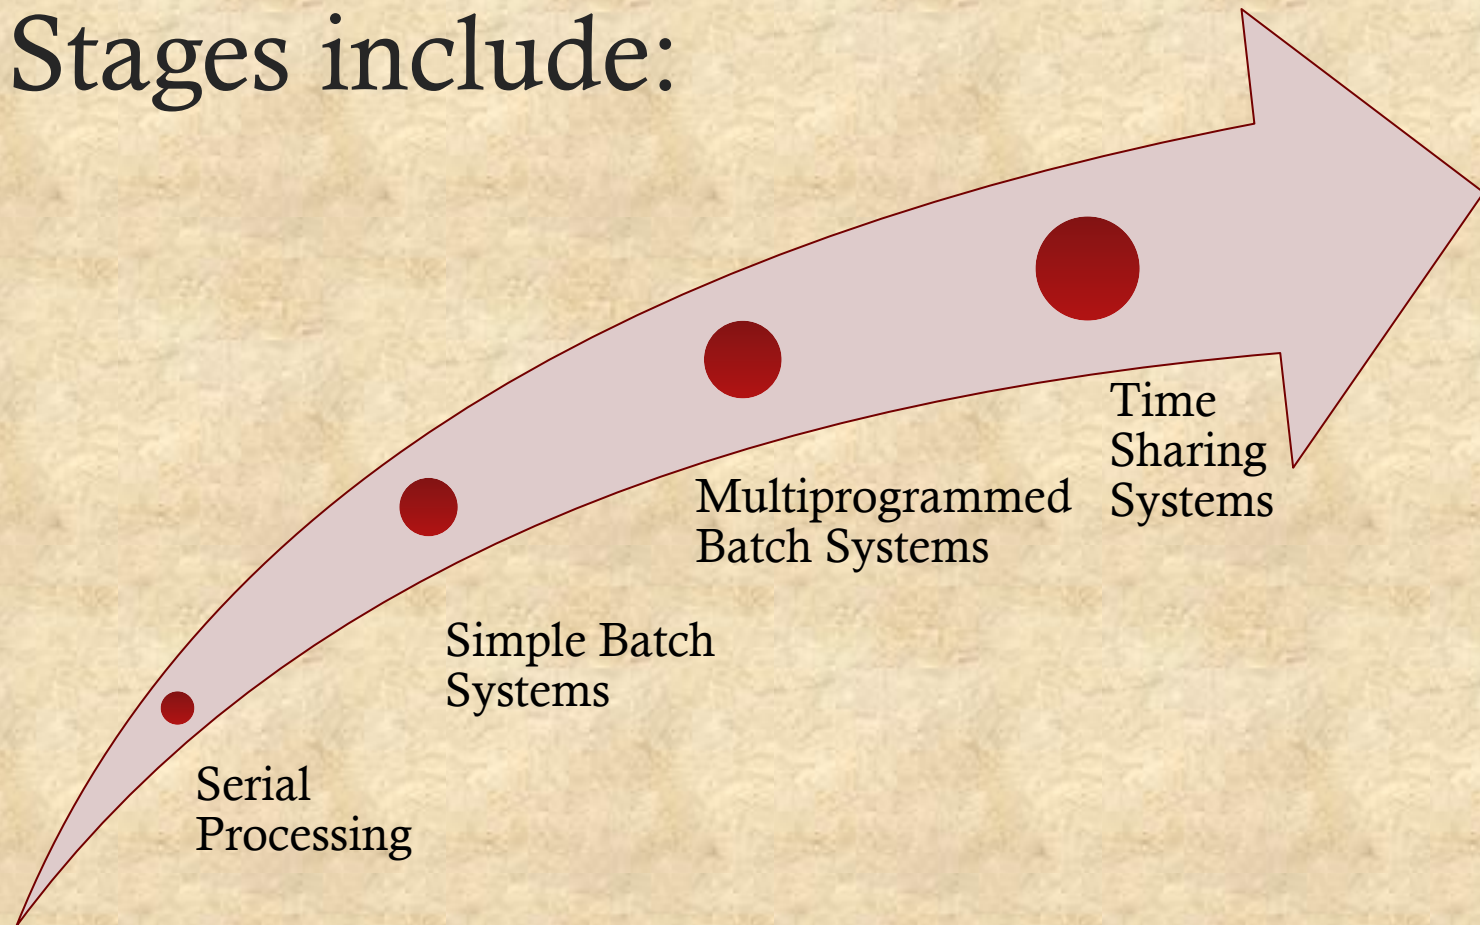 Stages include:
Serial
Processing
Simple Batch
Systems
Multiprogrammed
Batch Systems
Time
Sharing
Systems